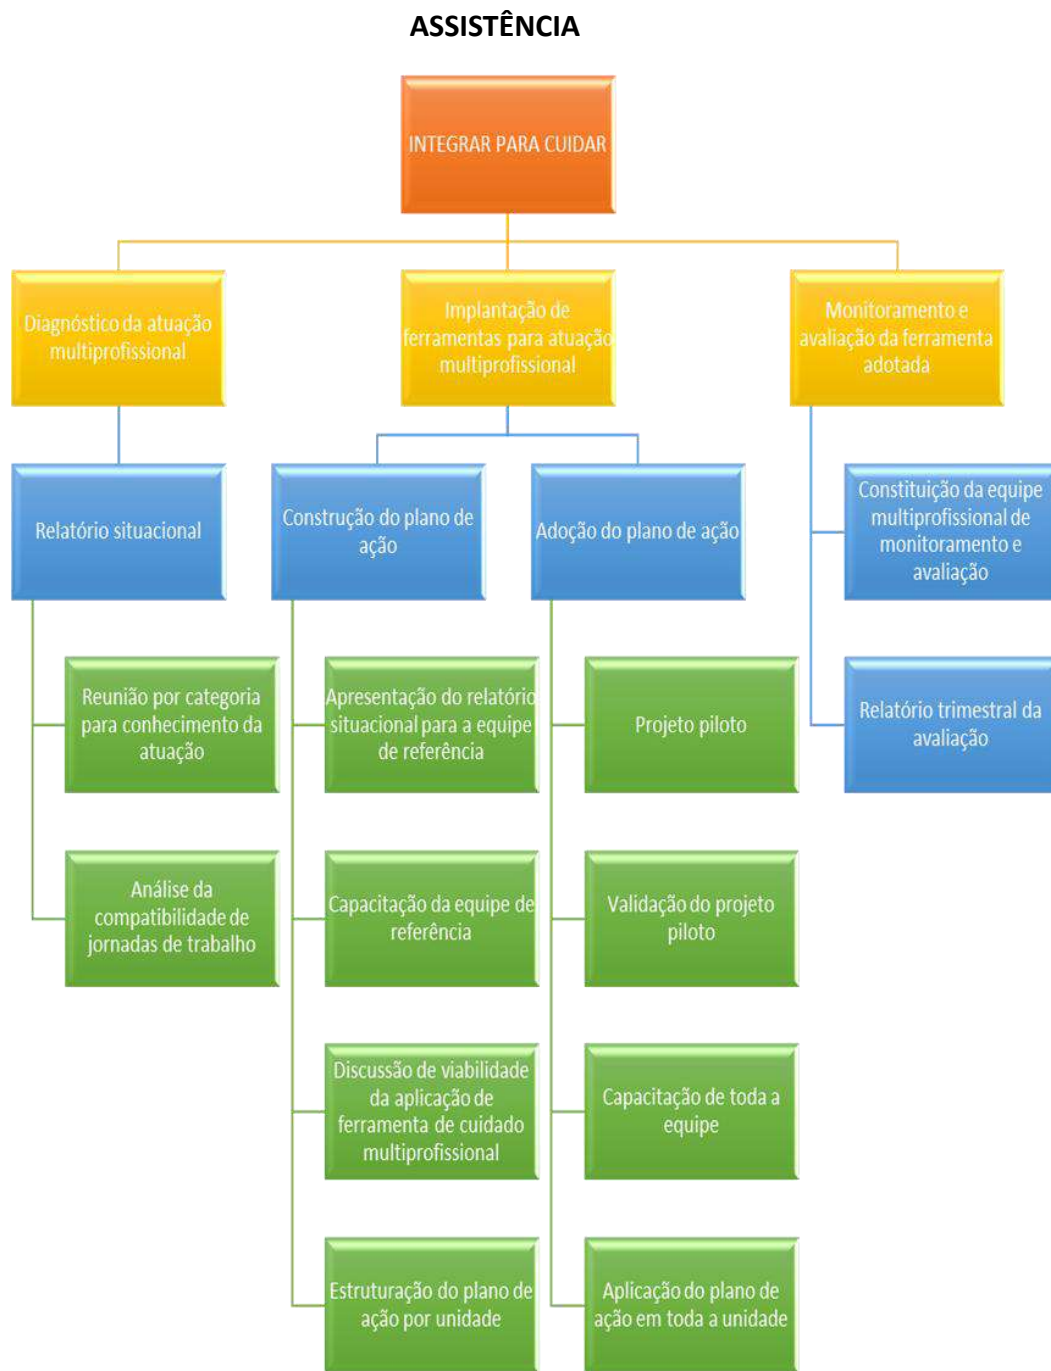 ASSISTÊNCIA
INTEGRAR PARA CUIDAR
Diagnóstico da atuação
multiprofissional
Implantação de
ferramentas para atuação
multiprofissional
Monitoramento e
avaliação da ferramenta
adotada
Relatório situacional
Construção do plano de
ação
Adoção do plano de ação
Constituição da equipe
multiprofissional de
monitoramento e
avaliação
Reunião por categoria
para conhecimento da
atuação
Apresentação do relatório
situacional para a equipe
de referência
Projeto piloto
Relatório trimestral da
avaliação
Análise da
compatibilidade de
jornadas de trabalho
Capacitação da equipe de
referência
Validação do projeto
piloto
Discussão de viabilidade
da aplicação de
ferramenta de cuidado
multiprofissional
Capacitação de toda a
equipe
Estruturação do plano de
ação por unidade
Aplicação do plano de
ação em toda a unidade